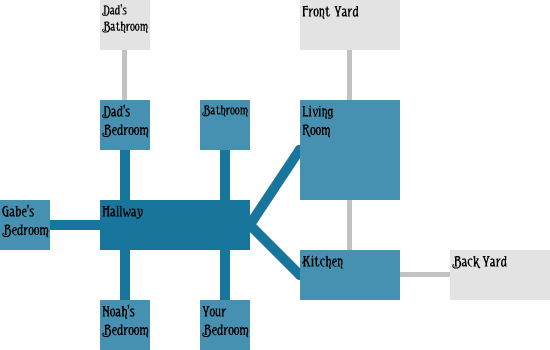 Dad's
Bathroom
Front Yard
Dad's
Bedroom
Bathroom
Living
Room
Gabe's
Bedroom
Hallway
Kitchen
Back Yard
Noah's
Bedroom
Your
Bedroom